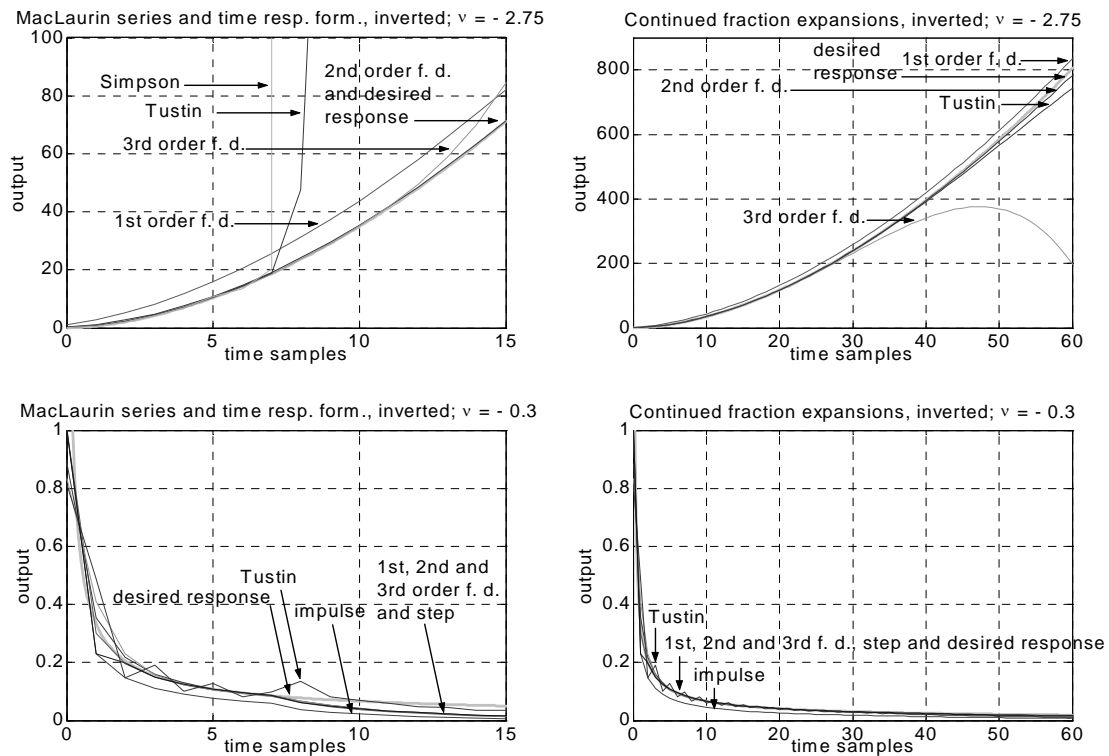 MacLaurin series and time resp. form., inverted; ν = - 2.75
100
80
60
40
20
0
output
Simpson
Tustin
2nd order f. d.
and desired
response
3rd order f. d.
1st order f. d.
0
5
10
15
time samples
Continued fraction expansions, inverted; ν = - 2.75
800
600
400
200
0
output
desired
response
1st order f. d.
2nd order f. d.
Tustin
3rd order f. d.
0
10
20
30
40
50
60
time samples
MacLaurin series and time resp. form., inverted; ν = - 0.3
1
0.8
0.6
0.4
0.2
0
output
desired response
Tustin
impulse
1st, 2nd and
3rd order f. d.
and step
0
5
10
15
time samples
Continued fraction expansions, inverted; ν = - 0.3
1
0.8
0.6
0.4
0.2
0
output
Tustin
1st, 2nd and 3rd f. d., step and desired response
impulse
0
10
20
30
40
50
60
time samples